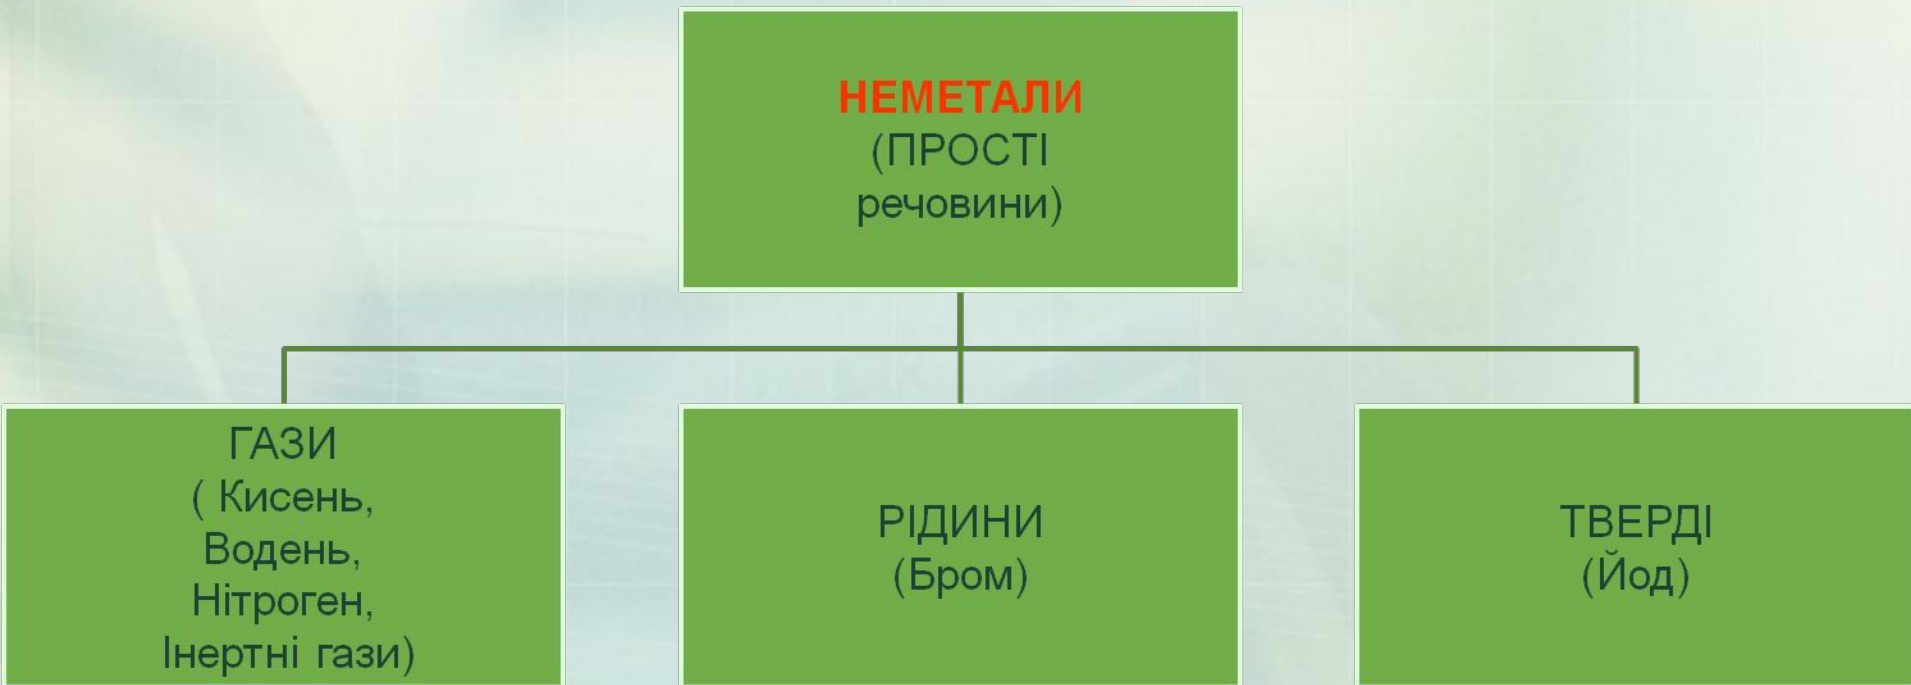 НЕМЕТАЛИ
(ПРОСТІ
речовини)
ГАЗИ
( Кисень,
Водень,
Нітроген,
Інертні гази)
РІДИНИ
(Бром)
ТВЕРДІ
(Йод)